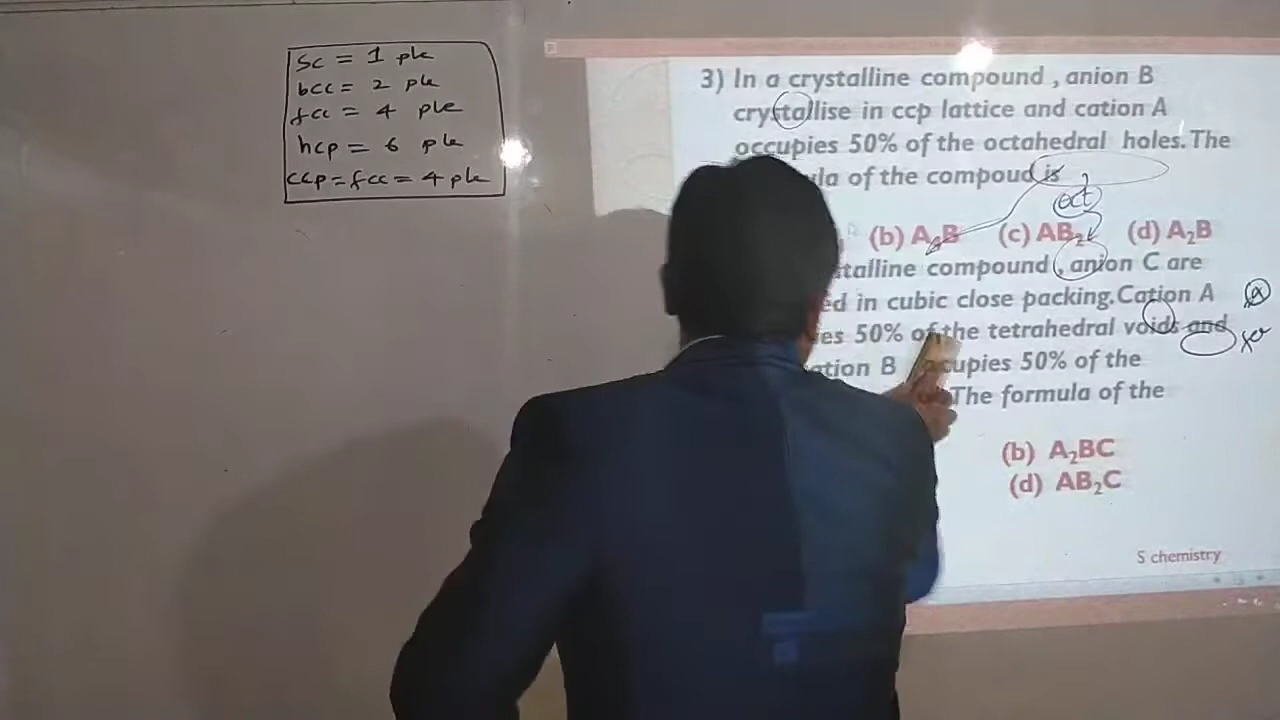 Sc = 1 ple
bcc = 2 ple
fcc = 4 ple
hcp = 6 ple
ccp = fcc = 4 ple
3) In a crystalline compound , anion B
crystallise in ccp lattice and cation A
occupies 50% of the octahedral holes. The
of the compoud is
(b) (c) AB₂ (d) A₂B
oct
compound , anion C are
in cubic close packing. Cation A
50% of the tetrahedral voids and
B 50% of the
The formula of the
(b) A₂BC
(d) AB₂C
S chemistry